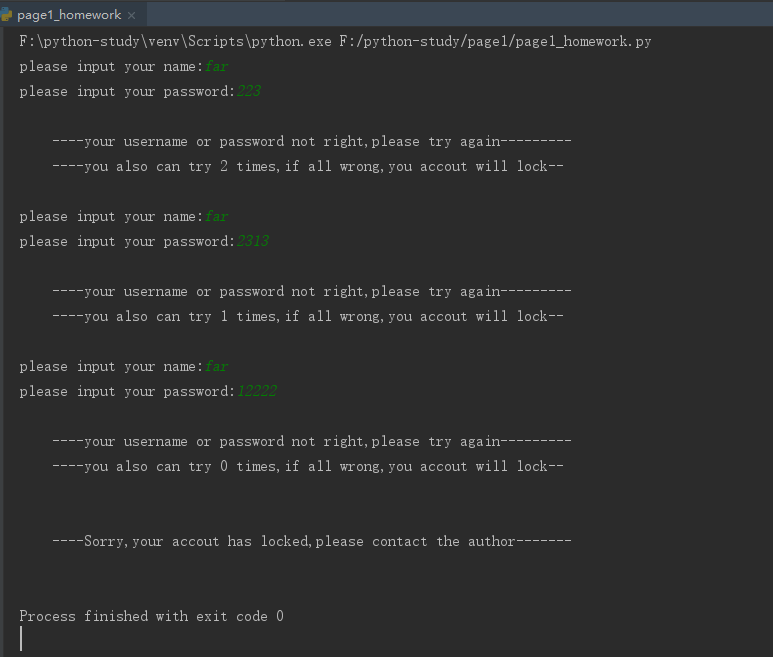 page1_homework ×
F:\python-study\venv\Scripts\python.exe F:/python-study/page1/page1_homework.py
please input your name:far
please input your password:223
----your username or password not right,please try again---------
----you also can try 2 times,if all wrong,you accout will lock--
please input your name:far
please input your password:2313
----your username or password not right,please try again---------
----you also can try 1 times,if all wrong,you accout will lock--
please input your name:far
please input your password:12222
----your username or password not right,please try again---------
----you also can try 0 times,if all wrong,you accout will lock--
----Sorry,your accout has locked,please contact the author-------
Process finished with exit code 0